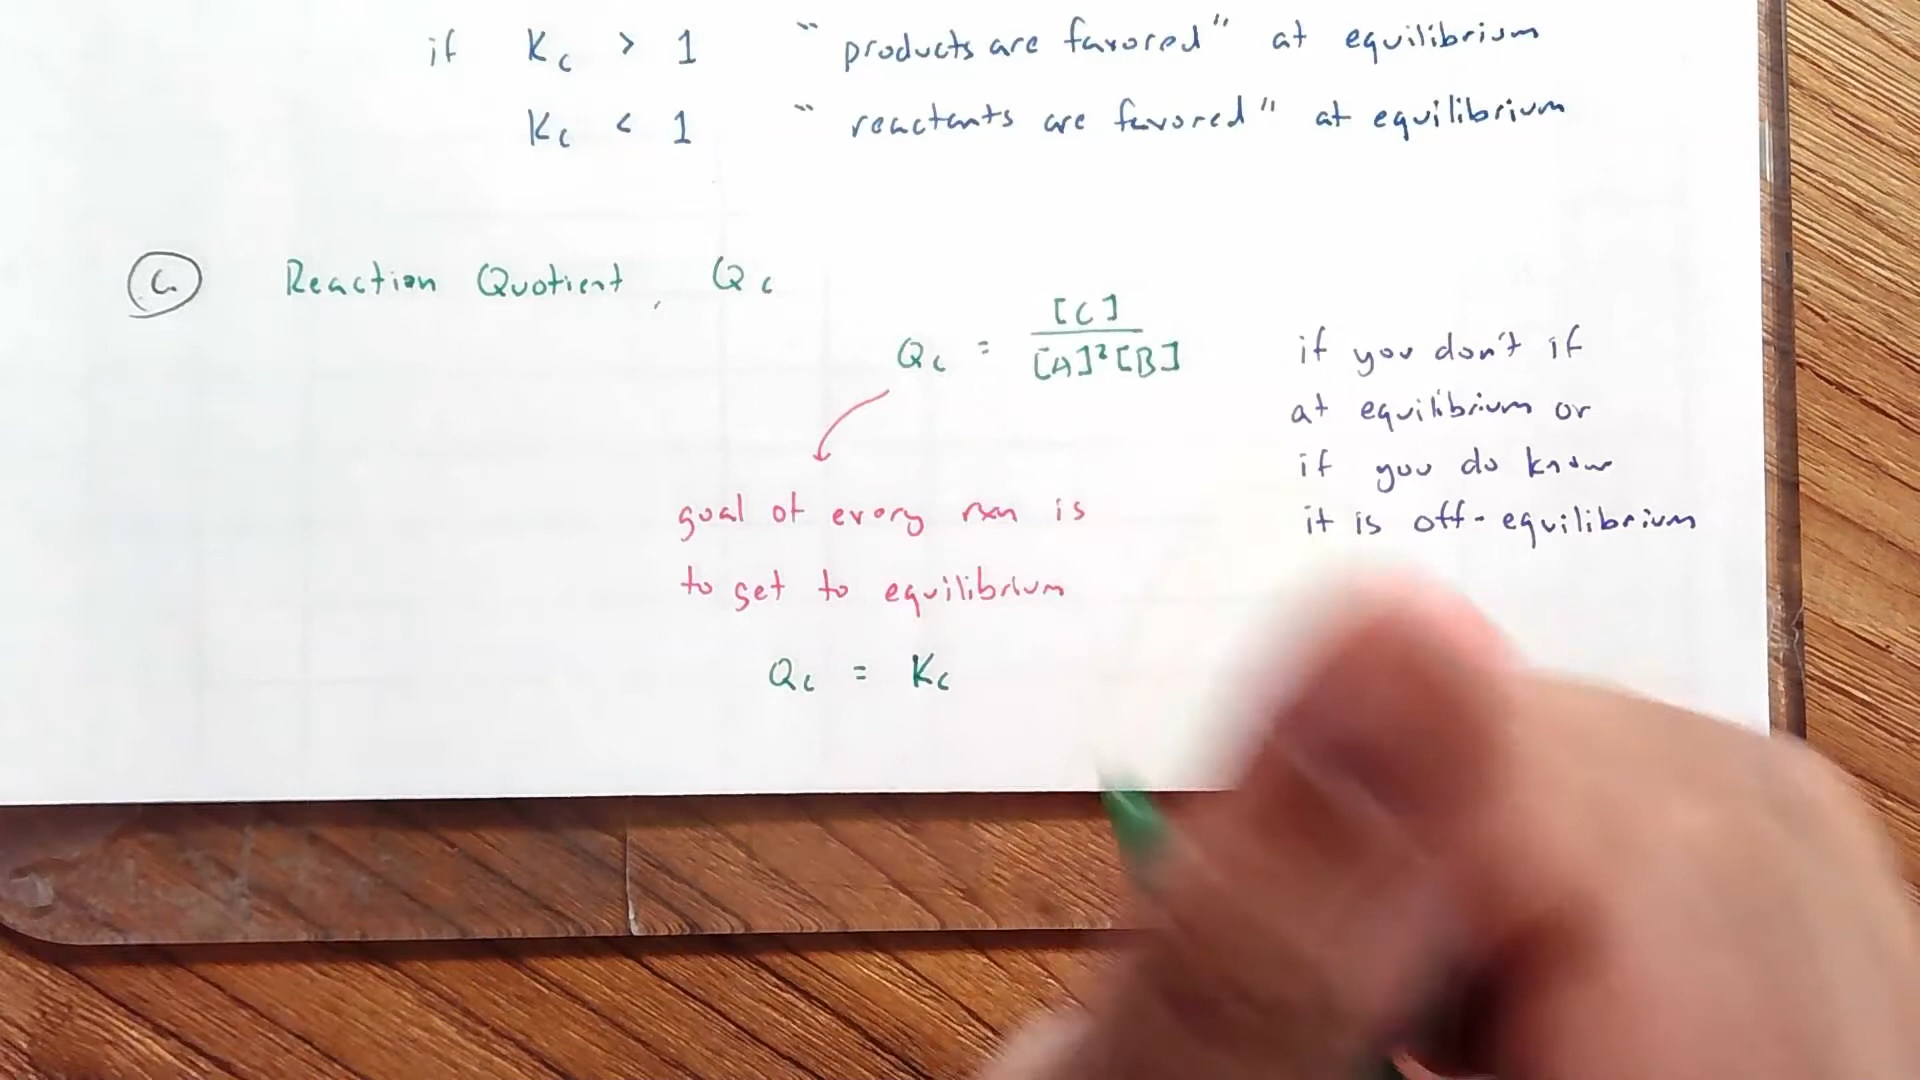 if Kc > 1 " products are favored" at equilibrium
Kc < 1 " reactants are favored" at equilibrium
Reaction Quotient, Qc
Qc = [C] / [A]²[B]
if you don't if
at equilibrium or
if you do know
it is off-equilibrium
goal of every rxn is
to get to equilibrium
Qc = Kc